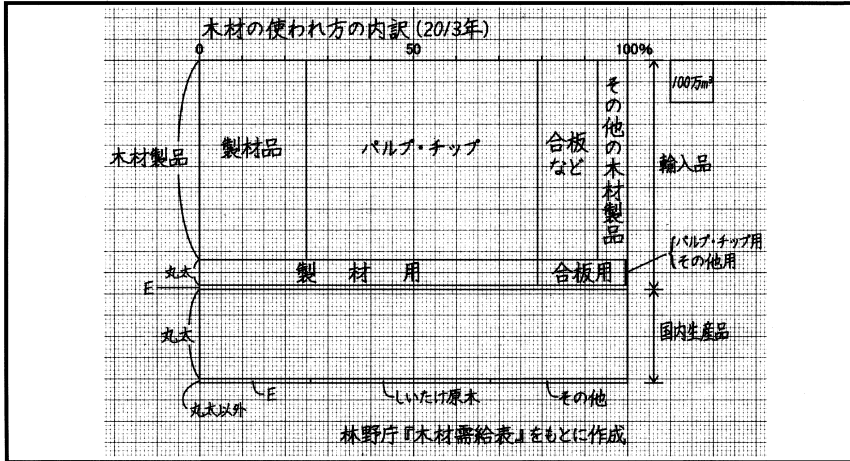 木材の使われ方の内訳(2013年)
0 50 100%
100万m³
木材製品
製材品
パルプ・チップ
合板
など
その他の木材製品
輸入品
丸太
製材用
合板用
パルプ・チップ用
その他用
E
丸太
国内生産品
丸太以外
E
しいたけ原木
その他
林野庁『木材需給表』をもとに作成